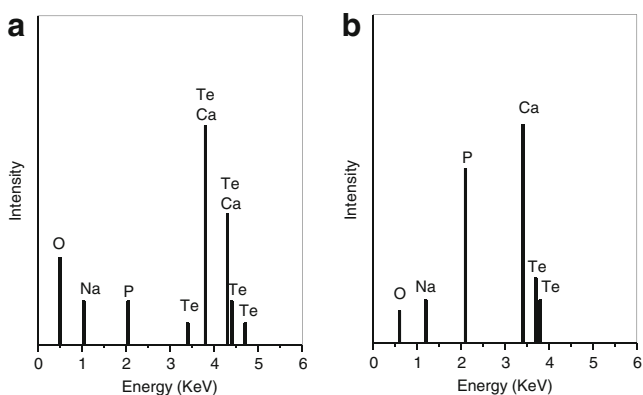 a
Te
Ca
Te
Ca
O
Na
P
Te
Te
Te
Intensity
0 1 2 3 4 5 6
Energy (KeV)
b
Ca
P
Te
Te
Na
O
Intensity
0 1 2 3 4 5 6
Energy (KeV)